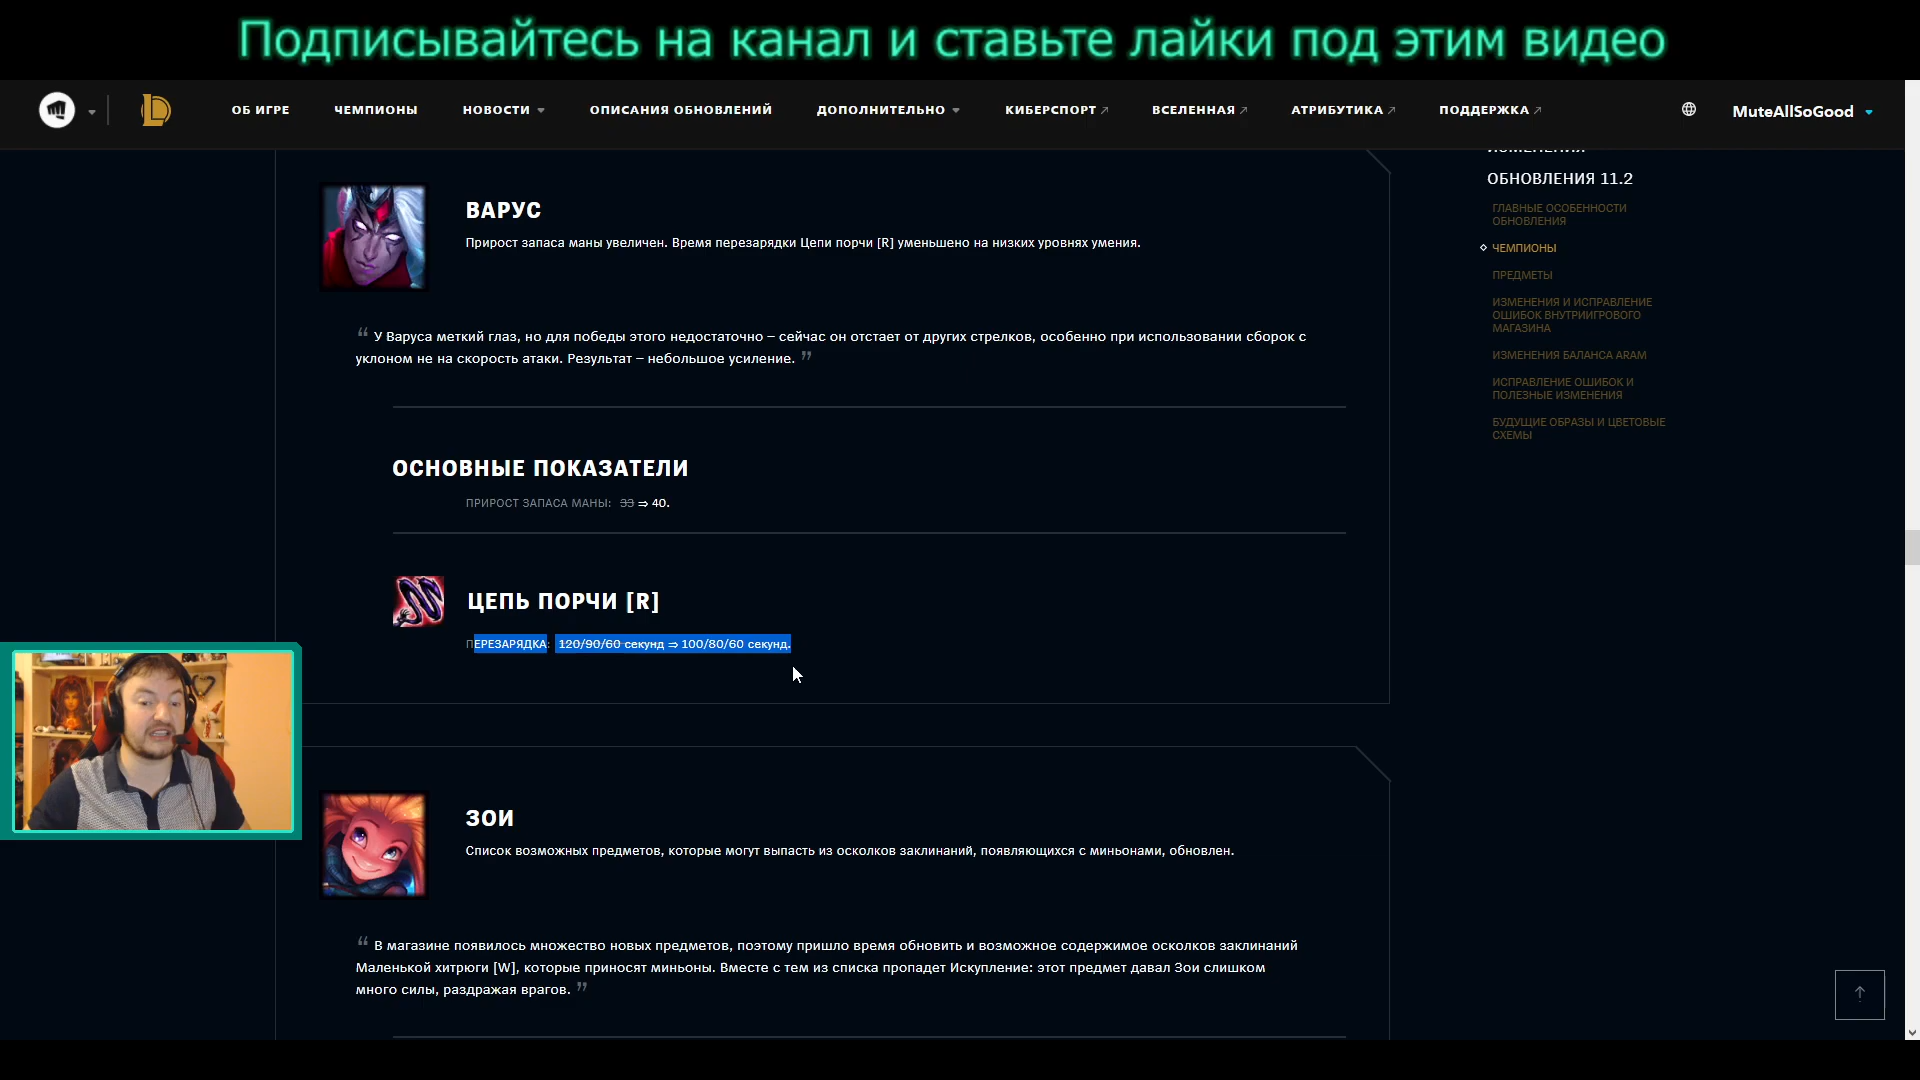 Подписывайтесь на канал и ставьте лайки под этим видео
ОБ ИГРЕ
ЧЕМПИОНЫ
НОВОСТИ
ОПИСАНИЯ ОБНОВЛЕНИЙ
ДОПОЛНИТЕЛЬНО
КИБЕРСПОРТ
ВСЕЛЕННАЯ
АТРИБУТИКА
ПОДДЕРЖКА
MuteAllSoGood
ИЗМЕНЕНИЯ
ОБНОВЛЕНИЯ 11.2
ГЛАВНЫЕ ОСОБЕННОСТИ
ОБНОВЛЕНИЯ
ЧЕМПИОНЫ
ПРЕДМЕТЫ
ИЗМЕНЕНИЯ И ИСПРАВЛЕНИЕ
ОШИБОК ВНУТРИИГРОВОГО
МАГАЗИНА
ИЗМЕНЕНИЯ БАЛАНСА ARAM
ИСПРАВЛЕНИЕ ОШИБОК И
ПОЛЕЗНЫЕ ИЗМЕНЕНИЯ
БУДУЩИЕ ОБРАЗЫ И ЦВЕТОВЫЕ
СХЕМЫ
ВАРУС
Прирост запаса маны увеличен. Время перезарядки Цепи порчи [R] уменьшено на низких уровнях умения.
“ У Варуса меткий глаз, но для победы этого недостаточно – сейчас он отстает от других стрелков, особенно при использовании сборок с
уклоном не на скорость атаки. Результат – небольшое усиление. ”
ОСНОВНЫЕ ПОКАЗАТЕЛИ
ПРИРОСТ ЗАПАСА МАНЫ: 33 ⇒ 40.
ЦЕПЬ ПОРЧИ [R]
ПЕРЕЗАРЯДКА: 120/90/60 секунд ⇒ 100/80/60 секунд.
ЗОИ
Список возможных предметов, которые могут выпасть из осколков заклинаний, появляющихся с миньонами, обновлен.
“ В магазине появилось множество новых предметов, поэтому пришло время обновить и возможное содержимое осколков заклинаний
Маленькой хитрюги [W], которые приносят миньоны. Вместе с тем из списка пропадет Искупление: этот предмет давал Зои слишком
много силы, раздражая врагов. ”